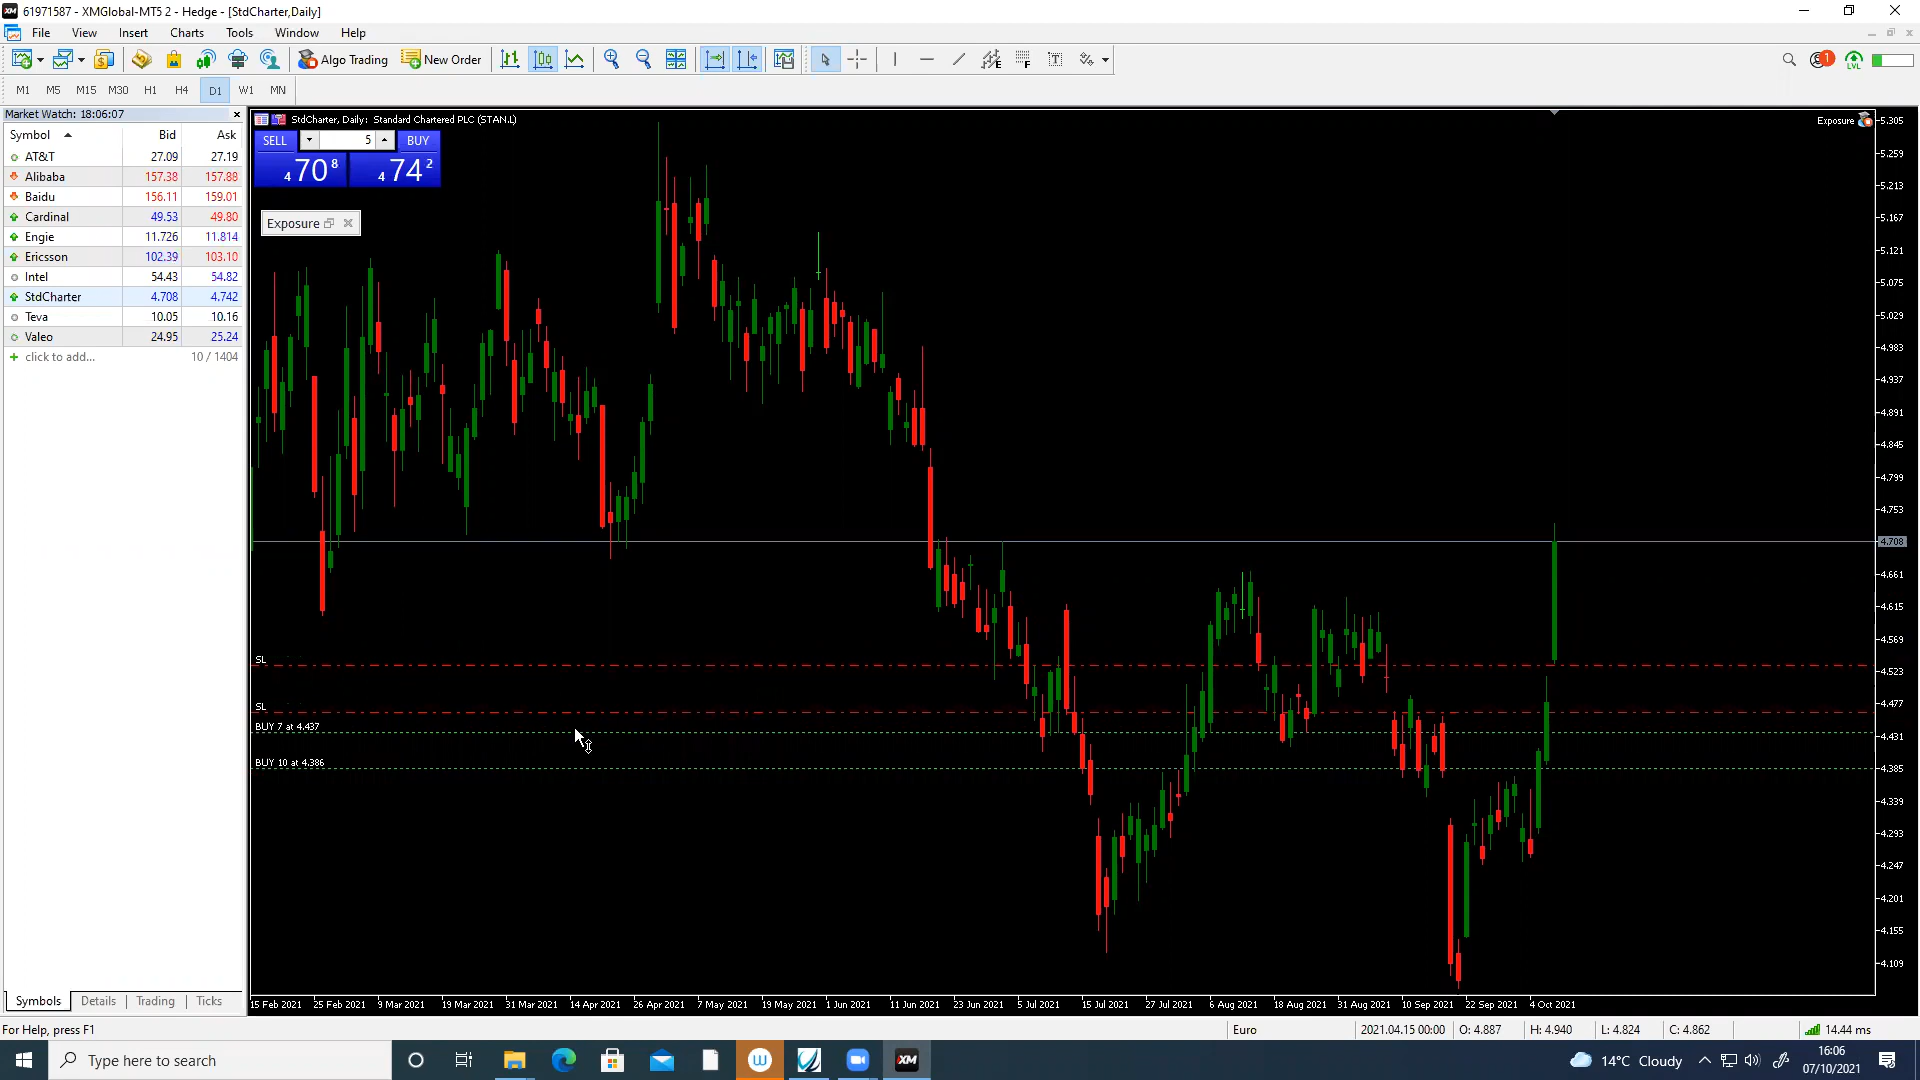 61971587 - XMGlobal-MT5 2 - Hedge - [StdCharter,Daily]
File View Insert Charts Tools Window Help
Algo Trading New Order
1
LVL
M1 M5 M15 M30 H1 H4 D1 W1 MN
Market Watch: 18:06:07
Symbol Bid Ask
AT&T 27.09 27.19
Alibaba 157.38 157.88
Baidu 156.11 159.01
Cardinal 49.53 49.80
Engie 11.726 11.814
Ericsson 102.39 103.10
Intel 54.43 54.82
StdCharter 4.708 4.742
Teva 10.05 10.16
Valeo 24.95 25.24
click to add... 10 / 1404
Symbols Details Trading Ticks
StdCharter, Daily: Standard Chartered PLC (STAN.L)
SELL 5 BUY
4 70 8 4 74 2
Exposure
Exposure
5.305
5.259
5.213
5.167
5.121
5.075
5.029
4.983
4.937
4.891
4.845
4.799
4.753
4.708
4.661
4.615
4.569
4.523
4.477
4.431
4.385
4.339
4.293
4.247
4.201
4.155
4.109
SL
SL
BUY 7 at 4.437
BUY 10 at 4.386
15 Feb 2021 25 Feb 2021 9 Mar 2021 19 Mar 2021 31 Mar 2021 14 Apr 2021 26 Apr 2021 7 May 2021 19 May 2021 1 Jun 2021 11 Jun 2021 23 Jun 2021 5 Jul 2021 15 Jul 2021 27 Jul 2021 6 Aug 2021 18 Aug 2021 31 Aug 2021 10 Sep 2021 22 Sep 2021 4 Oct 2021
For Help, press F1 Euro 2021.04.15 00:00 O: 4.887 H: 4.940 L: 4.824 C: 4.862 14.44 ms
Type here to search
W
XM
14°C Cloudy
16:06
07/10/2021